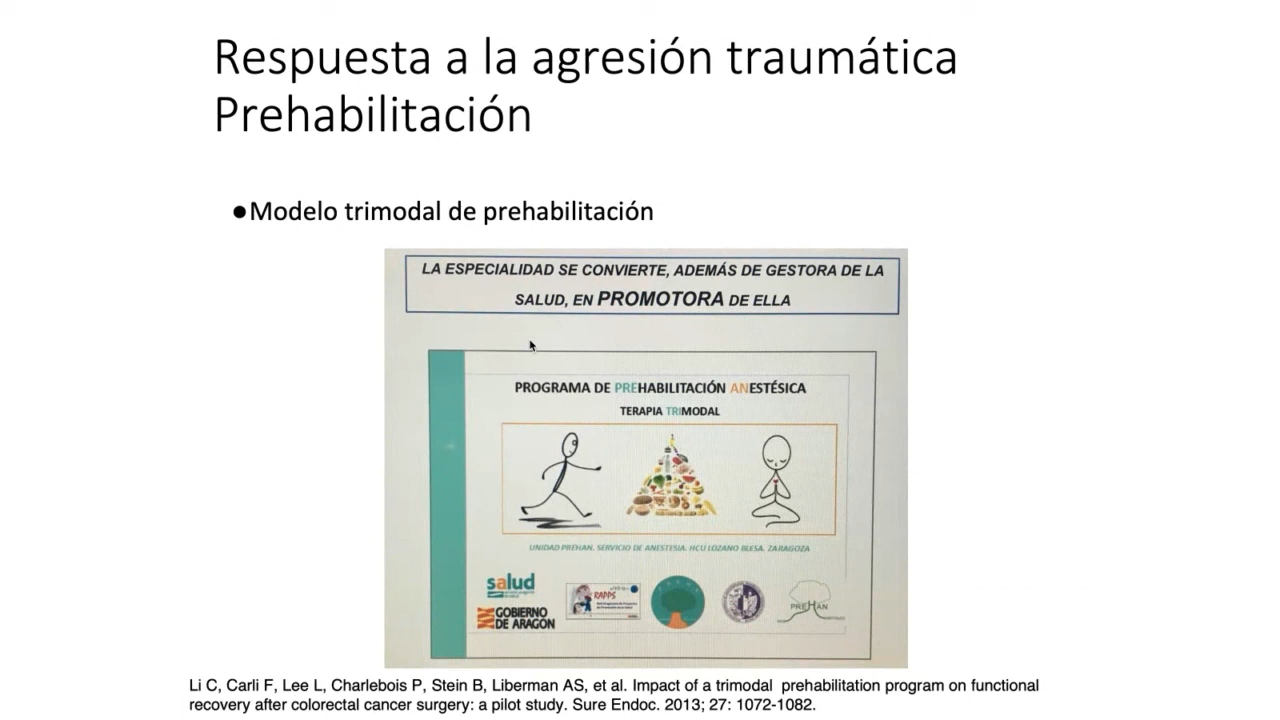 Respuesta a la agresión traumática
Prehabilitación
●Modelo trimodal de prehabilitación
LA ESPECIALIDAD SE CONVIERTE, ADEMÁS DE GESTORA DE LA
SALUD, EN PROMOTORA DE ELLA
PROGRAMA DE PREHABILITACIÓN ANESTÉSICA
TERAPIA TRIMODAL
UNIDAD PREHAN. SERVICIO DE ANESTESIA. HCU LOZANO BLESA. ZARAGOZA
salud
RAPPS
GOBIERNO
DE ARAGON
PREHAN
Li C, Carli F, Lee L, Charlebois P, Stein B, Liberman AS, et al. Impact of a trimodal prehabilitation program on functional
recovery after colorectal cancer surgery: a pilot study. Sure Endoc. 2013; 27: 1072-1082.